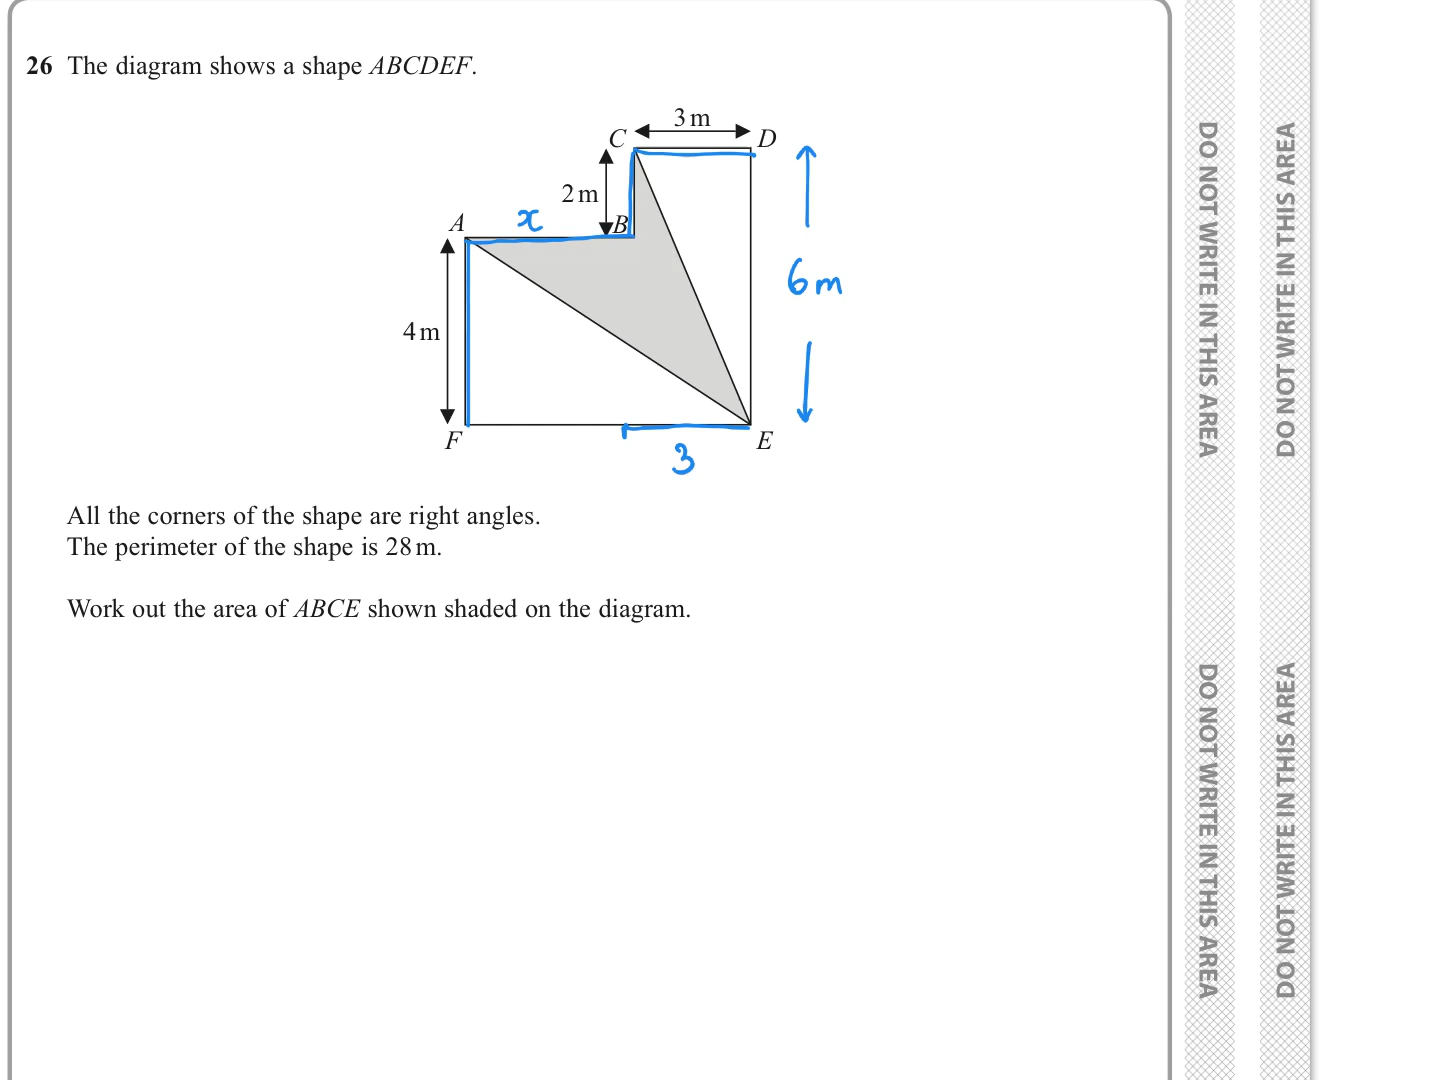 26 The diagram shows a shape ABCDEF.
3 m
C
D
2 m
A
x
B
6m
4 m
F
E
3
All the corners of the shape are right angles.
The perimeter of the shape is 28 m.
Work out the area of ABCE shown shaded on the diagram.
DO NOT WRITE IN THIS AREA
DO NOT WRITE IN THIS AREA
DO NOT WRITE IN THIS AREA
DO NOT WRITE IN THIS AREA